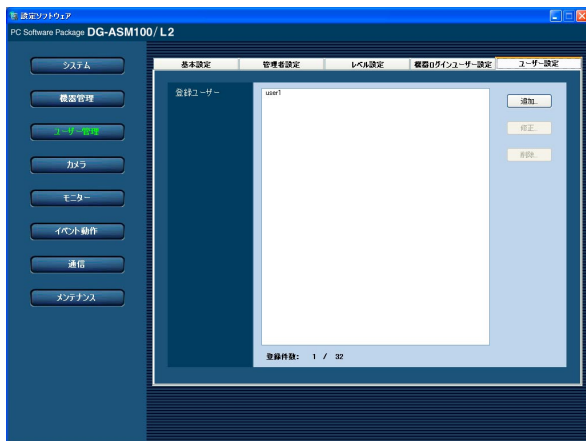 設定ソフトウェア
PC Software Package DG-ASM100/L2
システム
機器管理
ユーザー管理
カメラ
モニター
イベント動作
通信
メンテナンス
基本設定
管理者設定
レベル設定
機器ログインユーザー設定
ユーザー設定
登録ユーザー
user1
追加...
修正...
削除...
登録件数: 1 / 32